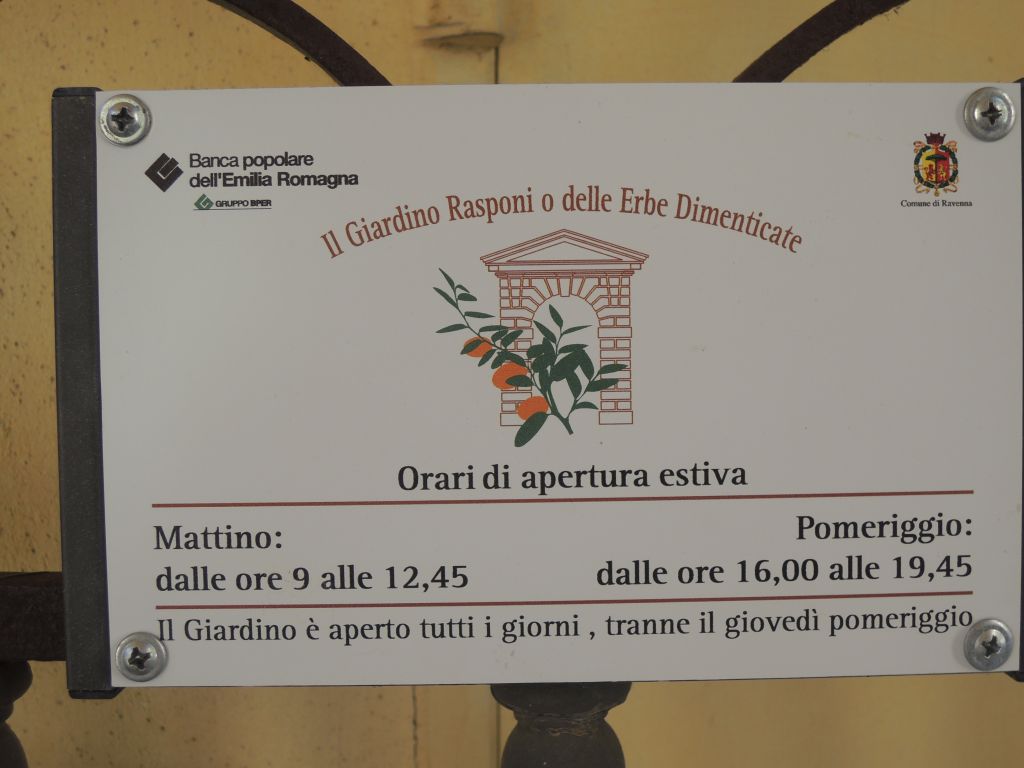 Banca popolare
dell'Emilia Romagna
GRUPPO BPER
Comune di Ravenna
Il Giardino Rasponi o delle Erbe Dimenticate
Orari di apertura estiva
Mattino:
dalle ore 9 alle 12,45
Pomeriggio:
dalle ore 16,00 alle 19,45
Il Giardino è aperto tutti i giorni , tranne il giovedì pomeriggio